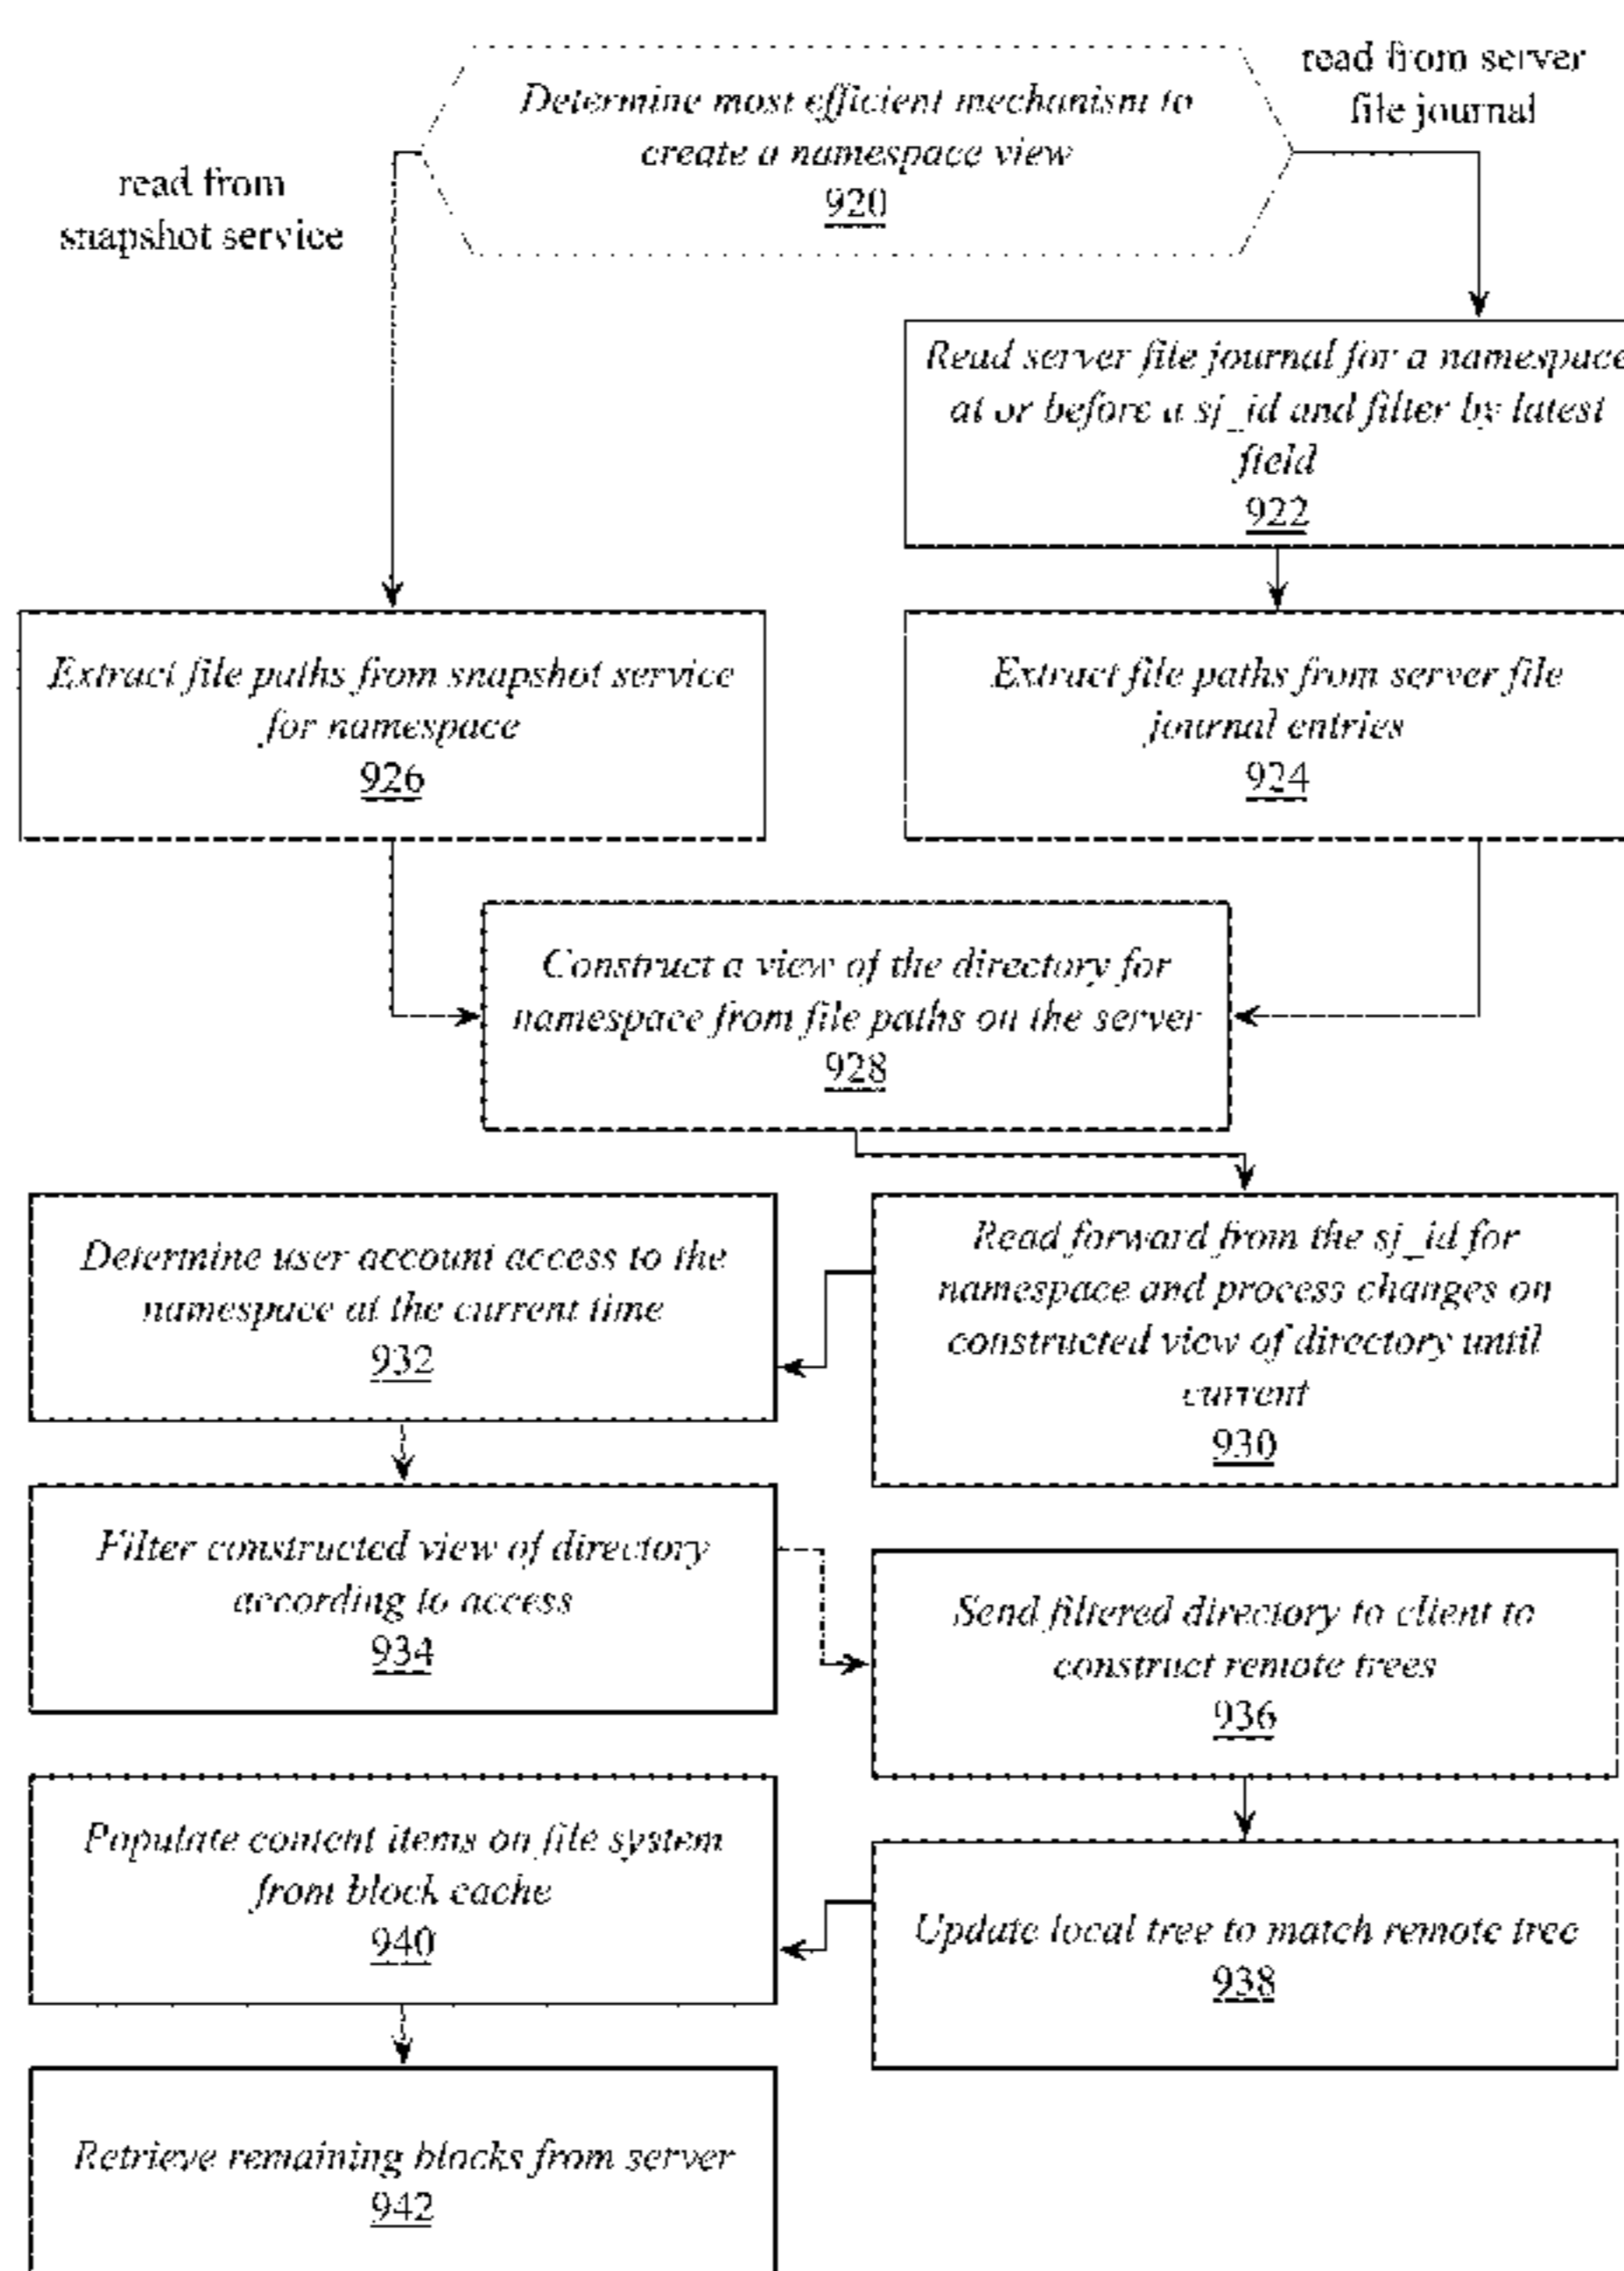 Determine most efficient mechanism to
create a namespace view
920
read from server
file journal
read from
snapshot service
Read server file journal for a namespace
at or before a sj_id and filter by latest
field
922
Extract file paths from snapshot service
for namespace
926
Extract file paths from server file
journal entries
924
Construct a view of the directory for
namespace from file paths on the server
928
Determine user account access to the
namespace at the current time
932
Read forward from the sj_id for
namespace and process changes on
constructed view of directory until
current
930
Filter constructed view of directory
according to access
934
Send filtered directory to client to
construct remote trees
936
Populate content items on file system
from block cache
940
Update local tree to match remote tree
938
Retrieve remaining blocks from server
942